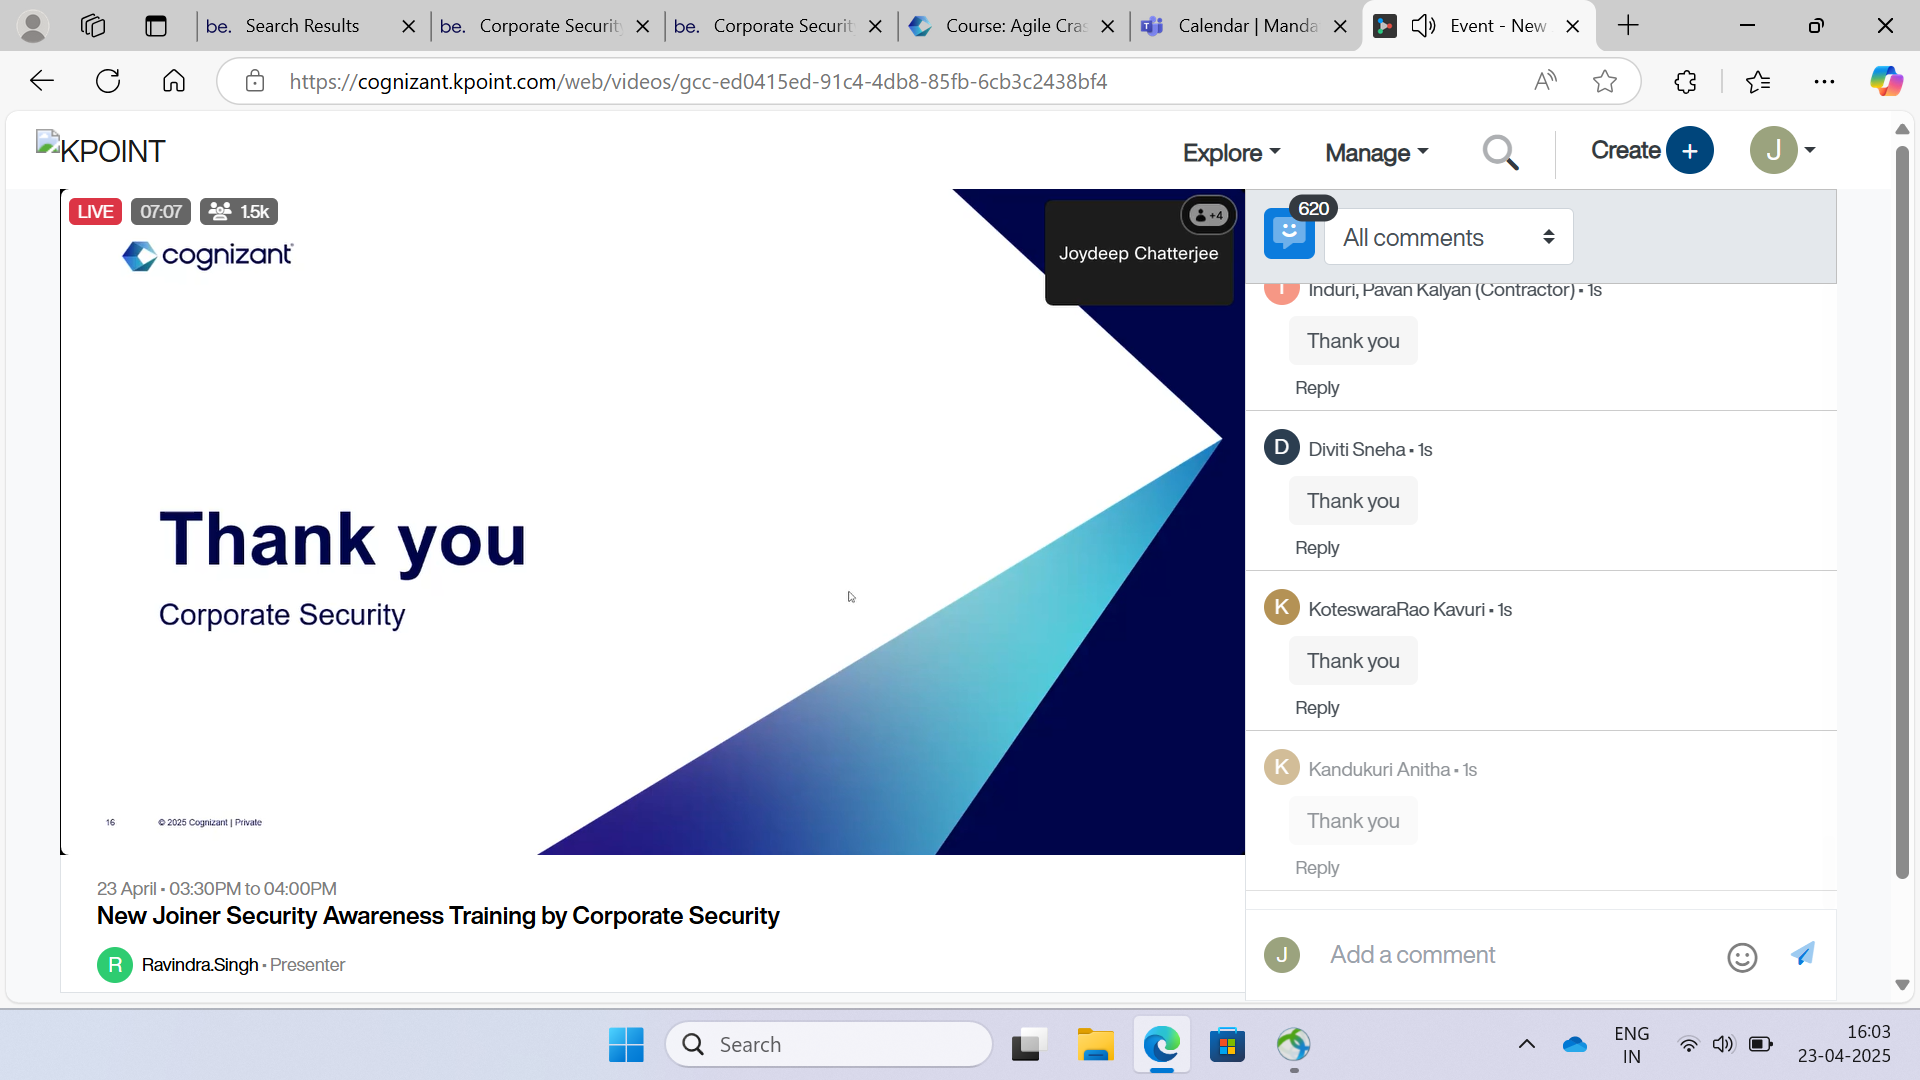 be. Search Results
be. Corporate Security
be. Corporate Securit
Course: Agile Cras
Calendar | Manda
Event - New
https://cognizant.kpoint.com/web/videos/gcc-ed0415ed-91c4-4db8-85fb-6cb3c2438bf4
KPOINT
Explore
Manage
Create +
J
LIVE 07:07 1.5k
cognizant
+4
Joydeep Chatterjee
Thank you
Corporate Security
16 © 2025 Cognizant | Private
23 April • 03:30PM to 04:00PM
New Joiner Security Awareness Training by Corporate Security
R Ravindra.Singh • Presenter
620
All comments
I Induri, Pavan Kalyan (Contractor) • 1s
Thank you
Reply
D Diviti Sneha • 1s
Thank you
Reply
K KoteswaraRao Kavuri • 1s
Thank you
Reply
K Kandukuri Anitha • 1s
Thank you
Reply
J Add a comment
Search
ENG
IN
16:03
23-04-2025